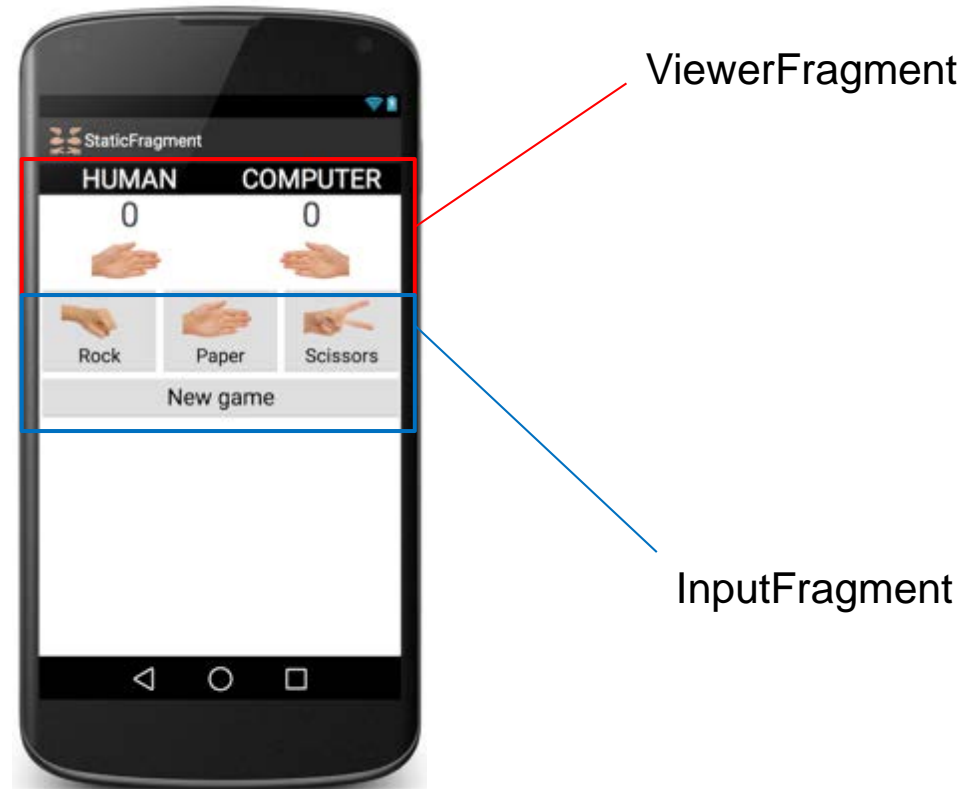 ViewerFragment
StaticFragment
HUMAN COMPUTER
0 0
Rock Paper Scissors
New game
InputFragment